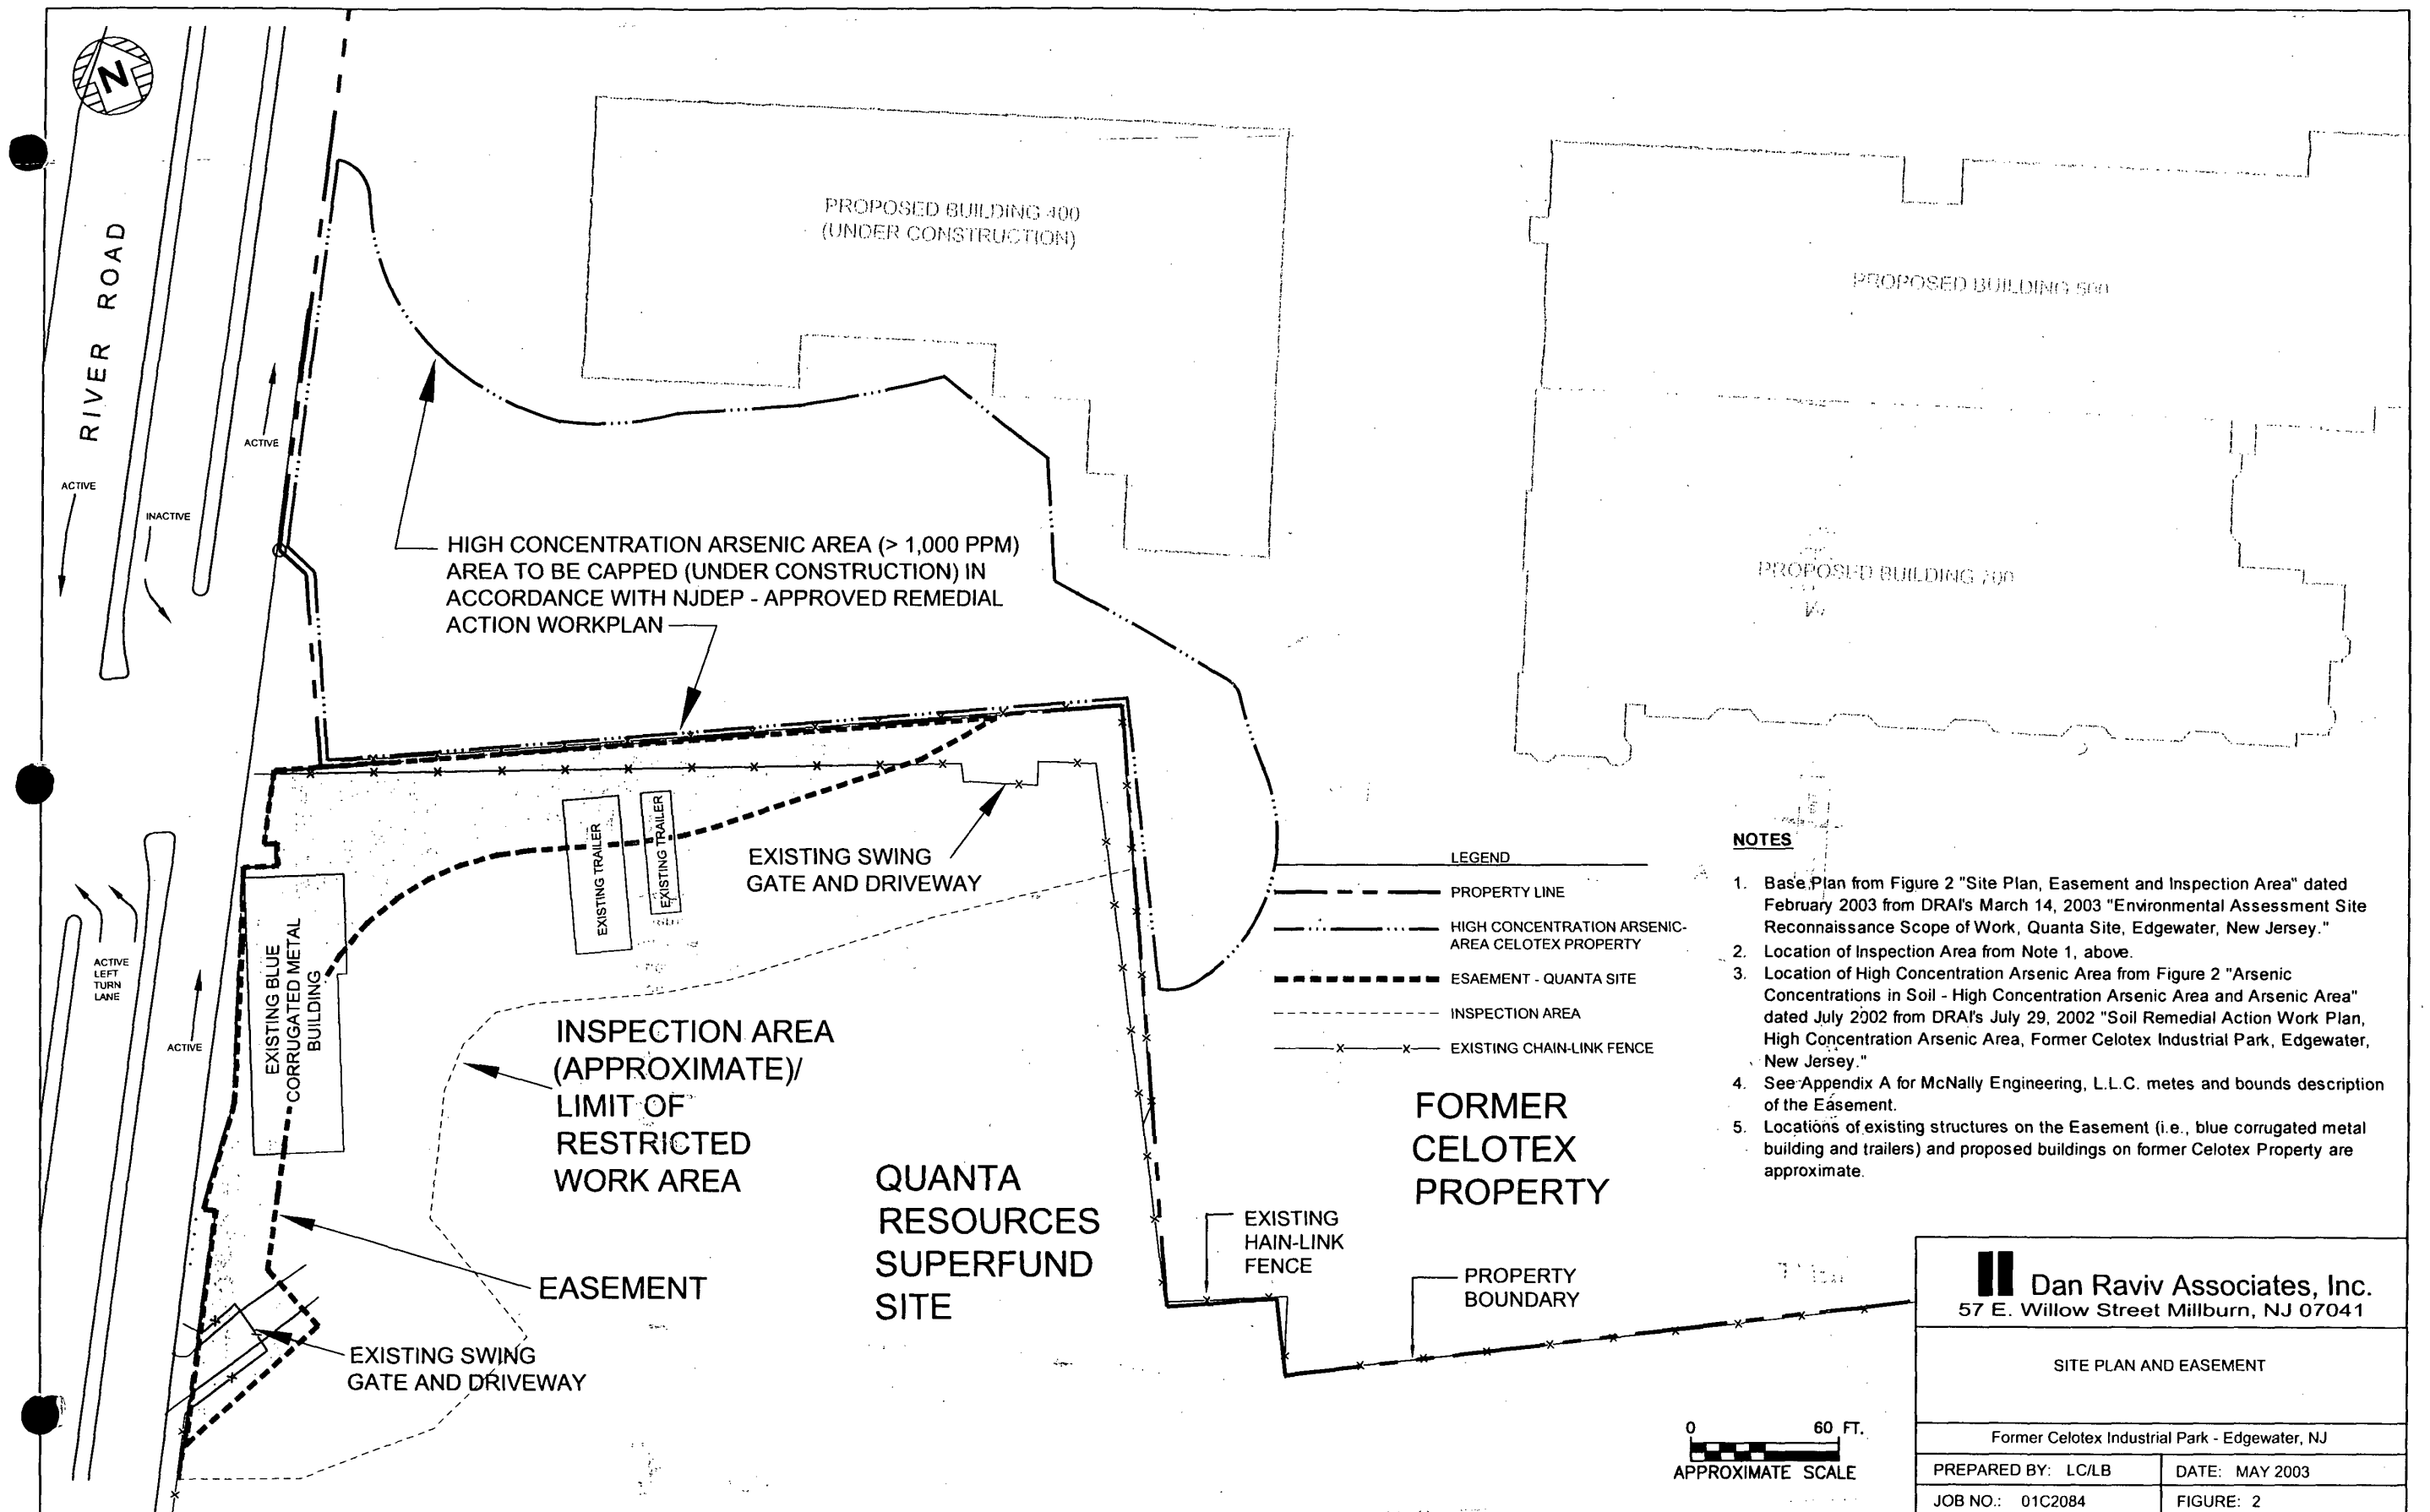 N
RIVER ROAD
ACTIVE
INACTIVE
ACTIVE
PROPOSED BUILDING 400
(UNDER CONSTRUCTION)
PROPOSED BUILDING 500
PROPOSED BUILDING 700
HIGH CONCENTRATION ARSENIC AREA (> 1,000 PPM)
AREA TO BE CAPPED (UNDER CONSTRUCTION) IN
ACCORDANCE WITH NJDEP - APPROVED REMEDIAL
ACTION WORKPLAN
EXISTING TRAILER
EXISTING TRAILER
EXISTING SWING
GATE AND DRIVEWAY
EXISTING BLUE
CORRUGATED METAL
BUILDING
ACTIVE
LEFT
TURN
LANE
ACTIVE
INSPECTION AREA
(APPROXIMATE)/
LIMIT OF
RESTRICTED
WORK AREA
EASEMENT
EXISTING SWING
GATE AND DRIVEWAY
QUANTA
RESOURCES
SUPERFUND
SITE
EXISTING
HAIN-LINK
FENCE
FORMER
CELOTEX
PROPERTY
PROPERTY
BOUNDARY
LEGEND
PROPERTY LINE
HIGH CONCENTRATION ARSENIC-
AREA CELOTEX PROPERTY
ESAEMENT - QUANTA SITE
INSPECTION AREA
EXISTING CHAIN-LINK FENCE
NOTES
1. Base Plan from Figure 2 "Site Plan, Easement and Inspection Area" dated
February 2003 from DRAI's March 14, 2003 "Environmental Assessment Site
Reconnaissance Scope of Work, Quanta Site, Edgewater, New Jersey."
2. Location of Inspection Area from Note 1, above.
3. Location of High Concentration Arsenic Area from Figure 2 "Arsenic
Concentrations in Soil - High Concentration Arsenic Area and Arsenic Area"
dated July 2002 from DRAI's July 29, 2002 "Soil Remedial Action Work Plan,
High Concentration Arsenic Area, Former Celotex Industrial Park, Edgewater,
New Jersey."
4. See Appendix A for McNally Engineering, L.L.C. metes and bounds description
of the Easement.
5. Locations of existing structures on the Easement (i.e., blue corrugated metal
building and trailers) and proposed buildings on former Celotex Property are
approximate.
0 60 FT.
APPROXIMATE SCALE
Dan Raviv Associates, Inc.
57 E. Willow Street Millburn, NJ 07041
SITE PLAN AND EASEMENT
Former Celotex Industrial Park - Edgewater, NJ
PREPARED BY: LC/LB
DATE: MAY 2003
JOB NO.: 01C2084
FIGURE: 2